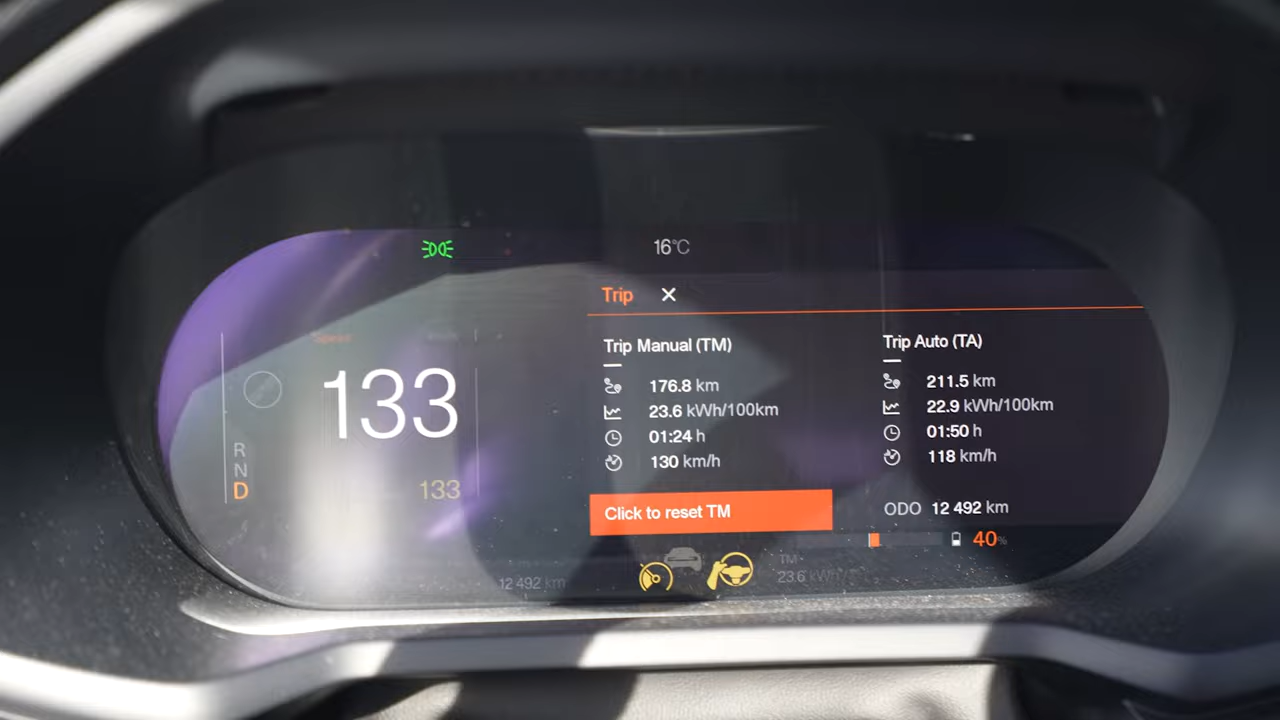 16°C
Trip
Speed
133
R
N
D
133
Trip Manual (TM)
176.8 km
23.6 kWh/100km
01:24 h
130 km/h
Click to reset TM
Trip Auto (TA)
211.5 km
22.9 kWh/100km
01:50 h
118 km/h
ODO 12 492 km
40%
12 492 km
TM
23.6 kWh/